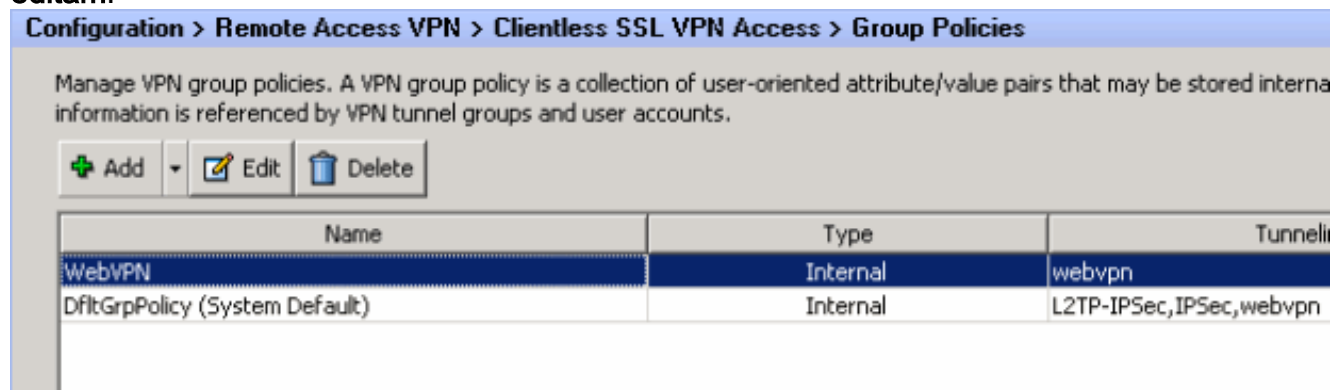 Configuration > Remote Access VPN > Clientless SSL VPN Access > Group Policies
Manage VPN group policies. A VPN group policy is a collection of user-oriented attribute/value pairs that may be stored interna
information is referenced by VPN tunnel groups and user accounts.
Add Edit Delete
Name Type Tunneli
WebVPN Internal webvpn
DfltGrpPolicy (System Default) Internal L2TP-IPSec,IPSec,webvpn